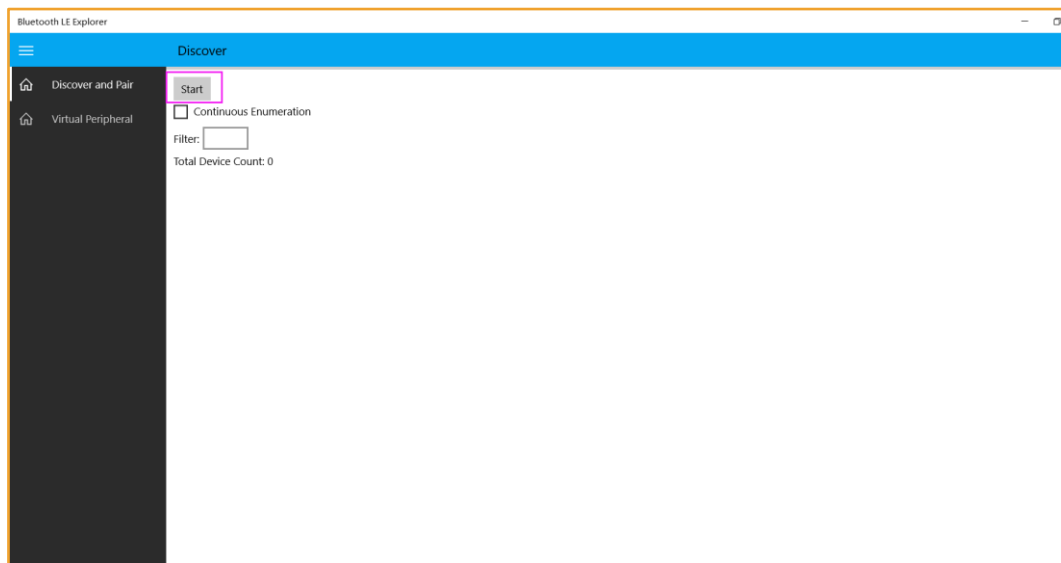 Bluetooth LE Explorer
Discover
Discover and Pair
Virtual Peripheral
Start
Continuous Enumeration
Filter:
Total Device Count: 0